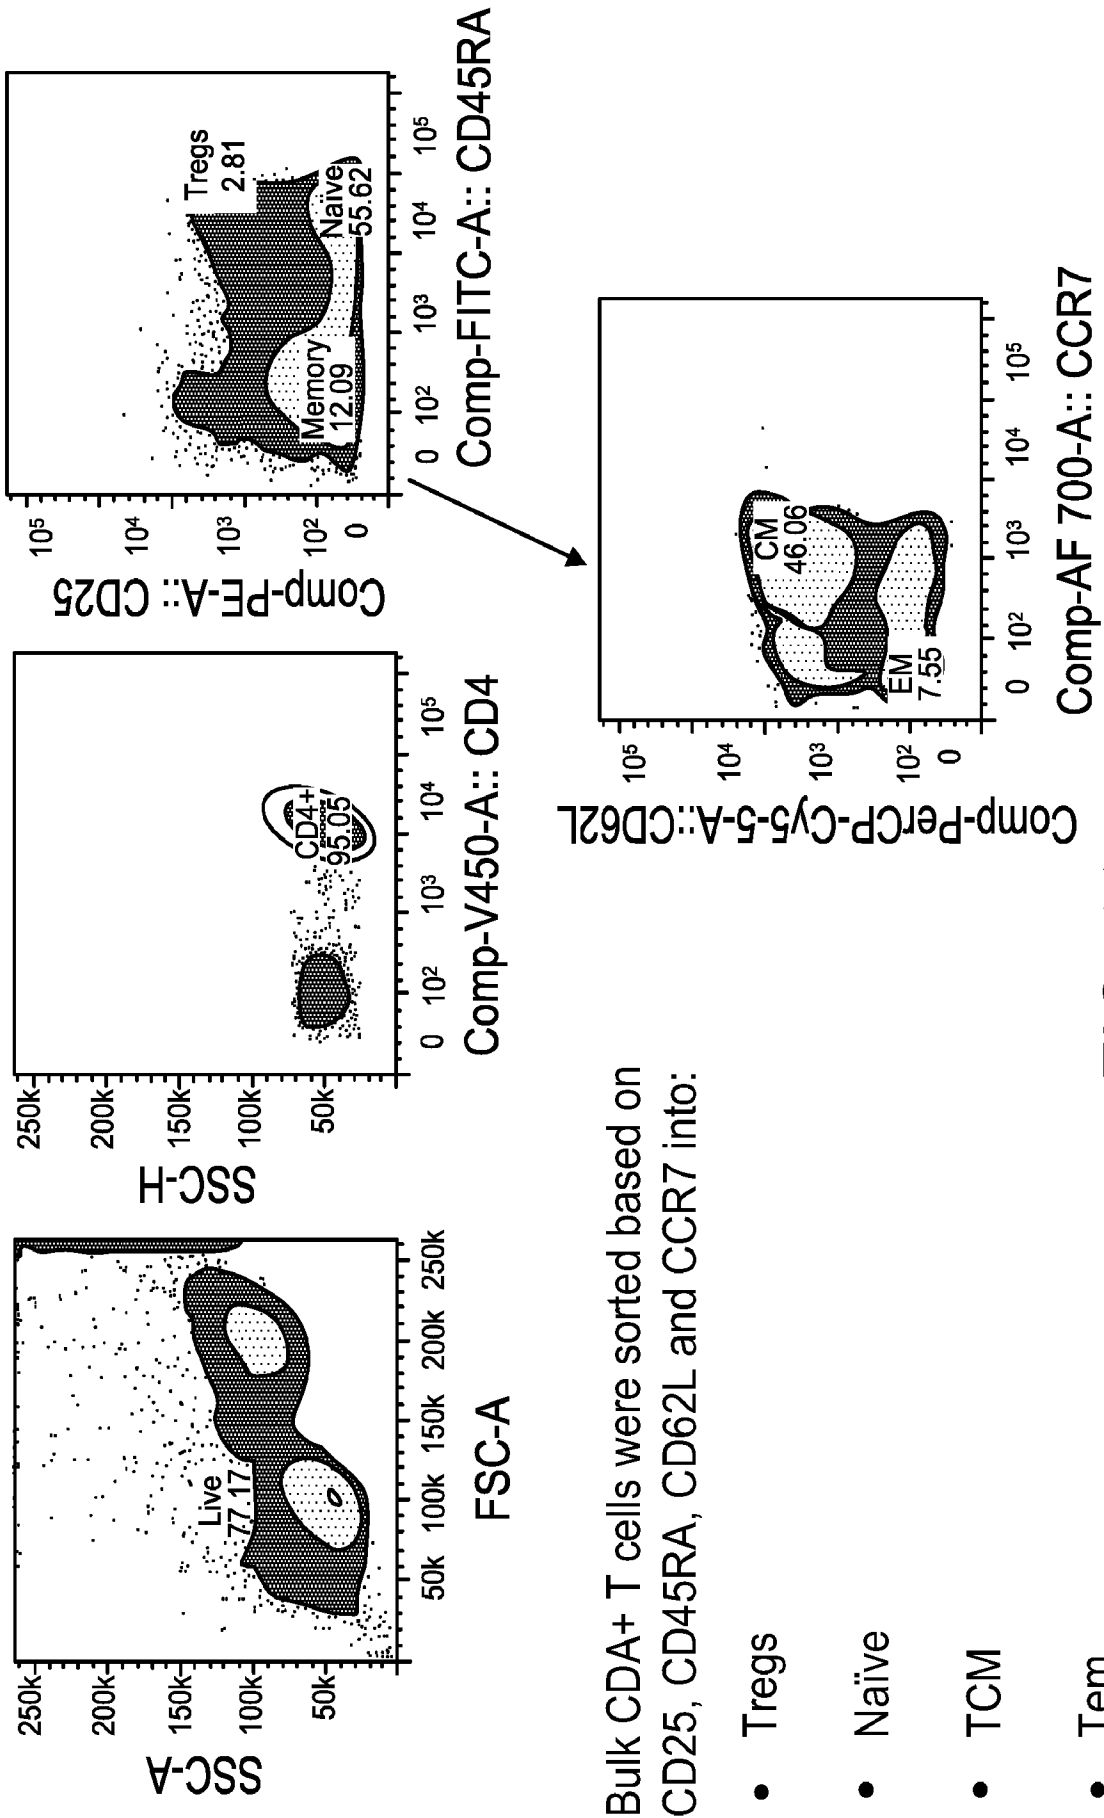 250k
200k
150k
100k
50k
SSC-A
Live
77.17
50k
100k
150k
200k
250k
FSC-A
250k
200k
150k
100k
50k
SSC-H
CD4+
95.05
0
10²
10³
10⁴
10⁵
Comp-V450-A:: CD4
10⁵
10⁴
10³
10²
0
Comp-PE-A:: CD25
Tregs
2.81
Memory
12.09
Naïve
55.62
0
10²
10³
10⁴
10⁵
Comp-FITC-A:: CD45RA
Bulk CDA+ T cells were sorted based on
CD25, CD45RA, CD62L and CCR7 into:
• Tregs
• Naïve
• TCM
• Tem
10⁵
10⁴
10³
10²
0
Comp-PerCP-Cy5-5-A::CD62L
CM
46.06
EM
7.55
0
10²
10³
10⁴
10⁵
Comp-AF 700-A:: CCR7